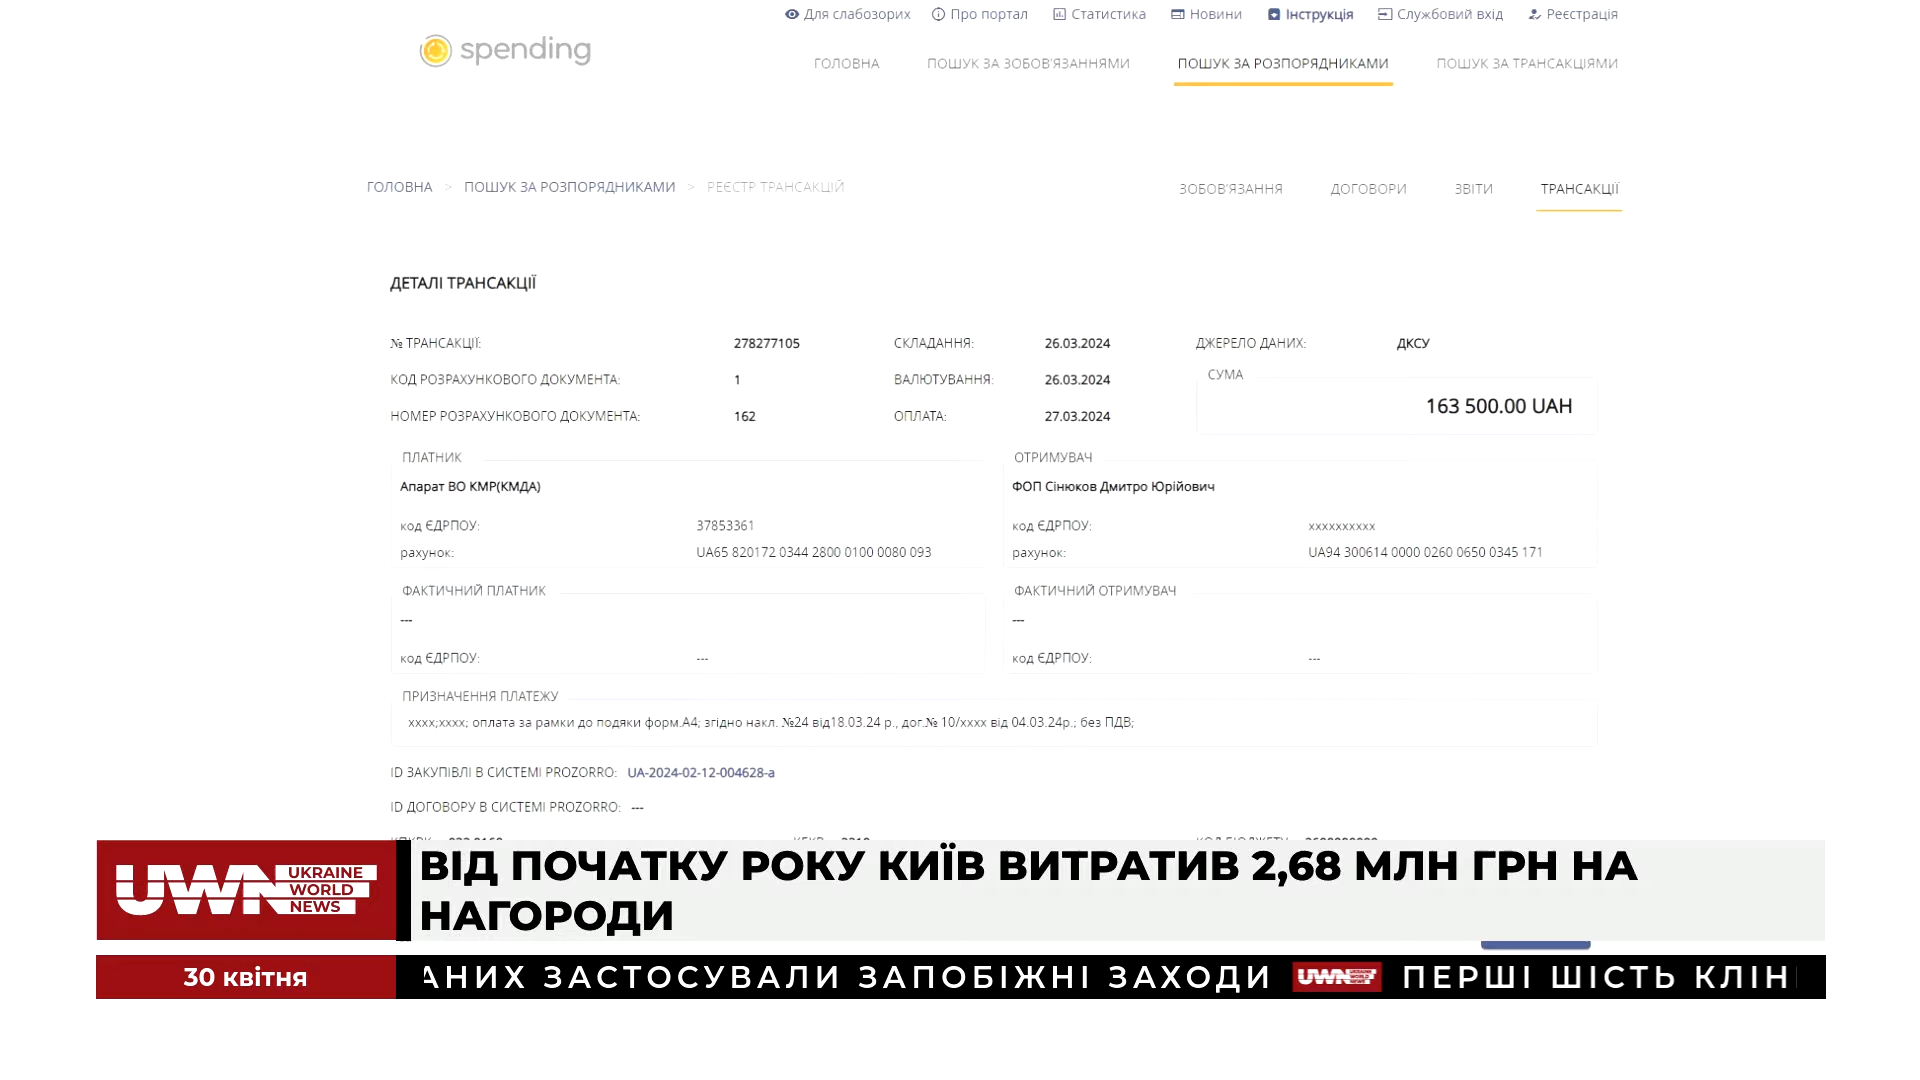 Для слабозорих Про портал Статистика Новини Інструкція Службовий вхід Реєстрація
spending
ГОЛОВНА ПОШУК ЗА ЗОБОВ'ЯЗАННЯМИ ПОШУК ЗА РОЗПОРЯДНИКАМИ ПОШУК ЗА ТРАНСАКЦІЯМИ
ГОЛОВНА > ПОШУК ЗА РОЗПОРЯДНИКАМИ > РЕЄСТР ТРАНСАКЦІЙ
ЗОБОВ'ЯЗАННЯ ДОГОВОРИ ЗВІТИ ТРАНСАКЦІЇ
ДЕТАЛІ ТРАНСАКЦІЇ
№ ТРАНСАКЦІЇ: 278277105 СКЛАДАННЯ: 26.03.2024 ДЖЕРЕЛО ДАНИХ: ДКСУ
КОД РОЗРАХУНКОВОГО ДОКУМЕНТА: 1 ВАЛЮТУВАННЯ: 26.03.2024
СУМА
163 500.00 UAH
НОМЕР РОЗРАХУНКОВОГО ДОКУМЕНТА: 162 ОПЛАТА: 27.03.2024
ПЛАТНИК
Апарат ВО КМР(КМДА)
код ЄДРПОУ: 37853361
рахунок: UA65 820172 0344 2800 0100 0080 093
ОТРИМУВАЧ
ФОП Сінюков Дмитро Юрійович
код ЄДРПОУ: xxxxxxxxxx
рахунок: UA94 300614 0000 0260 0650 0345 171
ФАКТИЧНИЙ ПЛАТНИК
---
код ЄДРПОУ: ---
ФАКТИЧНИЙ ОТРИМУВАЧ
---
код ЄДРПОУ: ---
ПРИЗНАЧЕННЯ ПЛАТЕЖУ
xxxx;xxxx; оплата за рамки до подяки форм.А4; згідно накл. №24 від18.03.24 р., дог.№ 10/xxxx від 04.03.24р.; без ПДВ;
ID ЗАКУПІВЛІ В СИСТЕМІ PROZORRO: UA-2024-02-12-004628-a
ID ДОГОВОРУ В СИСТЕМІ PROZORRO: ---
UWN UKRAINE WORLD NEWS
ВІД ПОЧАТКУ РОКУ КИЇВ ВИТРАТИВ 2,68 МЛН ГРН НА
НАГОРОДИ
30 квітня
АНИХ ЗАСТОСУВАЛИ ЗАПОБІЖНІ ЗАХОДИ UWN ПЕРШІ ШІСТЬ КЛІН